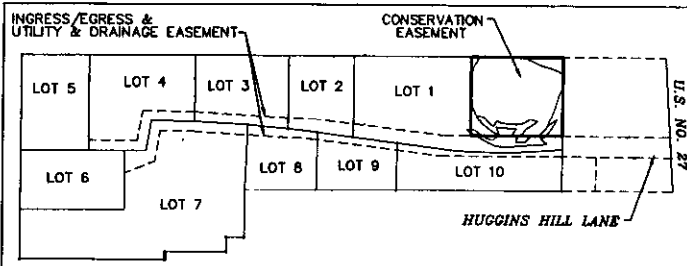 INGRESS/EGRESS &
UTILITY & DRAINAGE EASEMENT
CONSERVATION
EASEMENT
LOT 5
LOT 4
LOT 3
LOT 2
LOT 1
U.S. NO. 27
LOT 6
LOT 7
LOT 8
LOT 9
LOT 10
HUGGINS HILL LANE